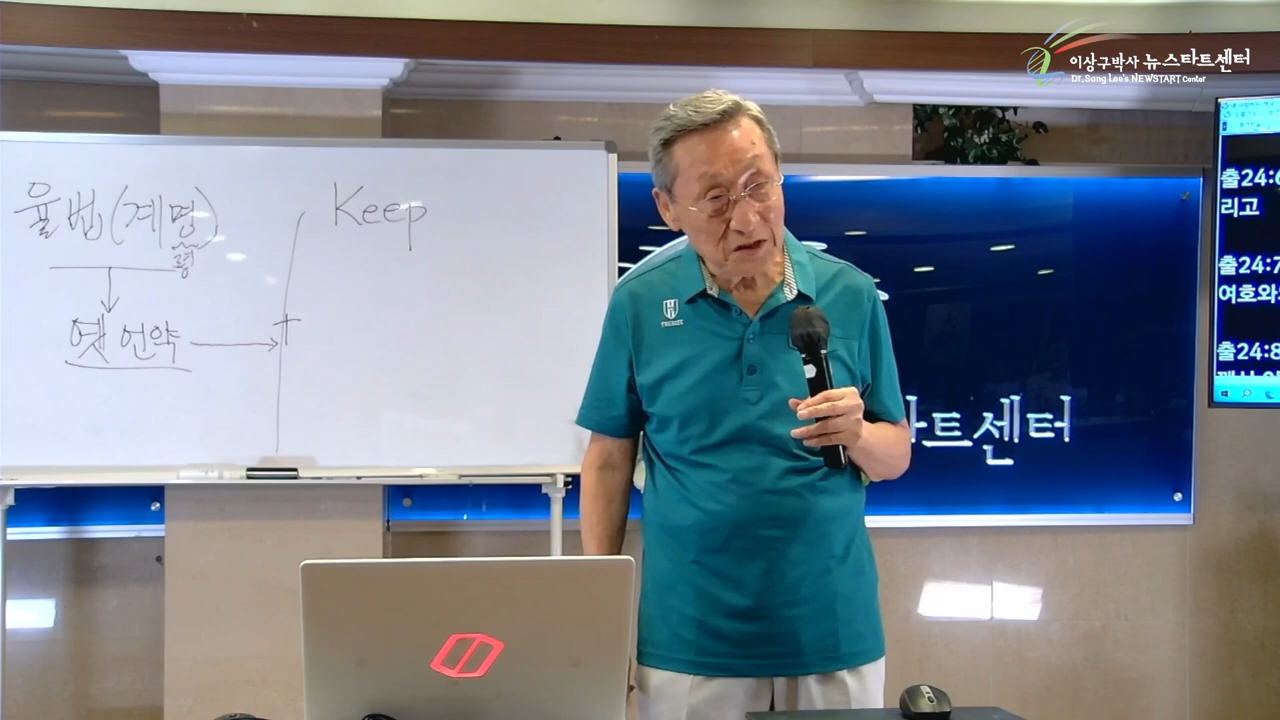 이상구박사 뉴스타트센터
Dr. Sang Lee's NEWSTART Center
율법(계명)
령
옛 언약
Keep
출24:6
리고
출24:7
여호와
출24:8
타트센터